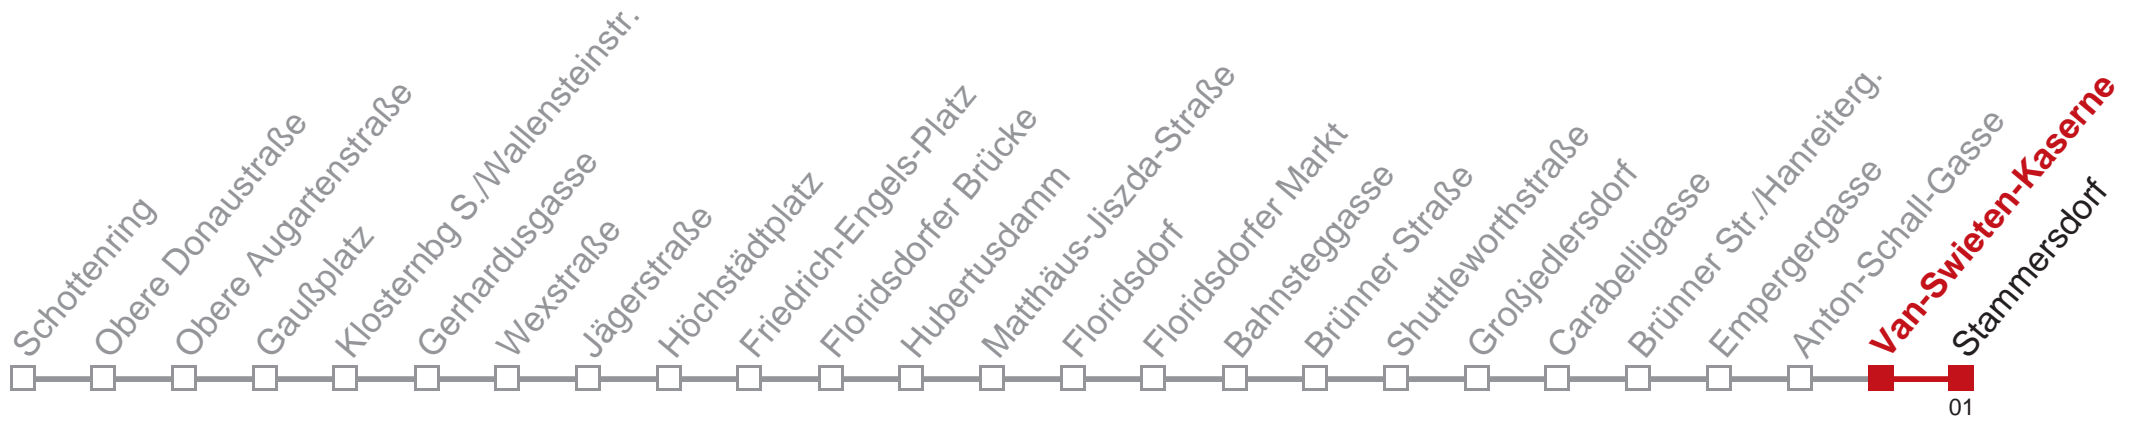 Schottenring
Obere Donaustraße
Obere Augartenstraße
Gaußplatz
Klosternbg S./Wallensteinstr.
Gerhardusgasse
Wexstraße
Jägerstraße
Höchstädtplatz
Friedrich-Engels-Platz
Floridsdorfer Brücke
Hubertusdamm
Matthäus-Jiszda-Straße
Floridsdorf
Floridsdorfer Markt
Bahnsteggasse
Brünner Straße
Shuttleworthstraße
Großjedlersdorf
Carabelligasse
Brünner Str./Hanreiterg.
Empergergasse
Anton-Schall-Gasse
Van-Swieten-Kaserne
Stammersdorf
01